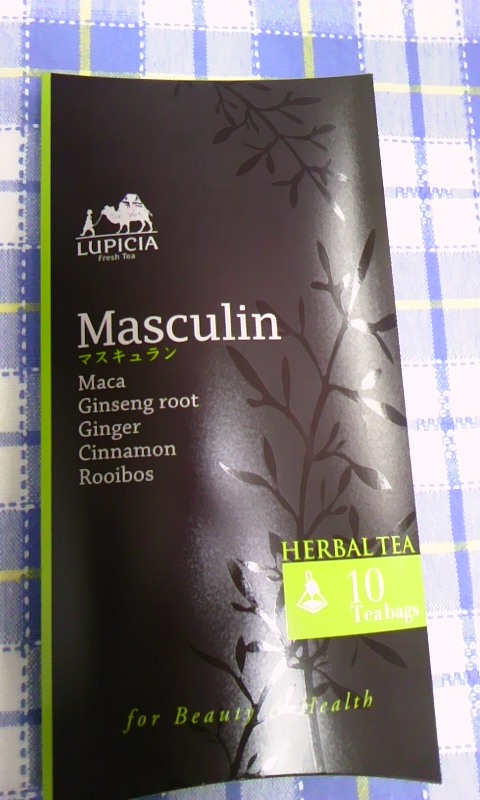 LUPICIA
Fresh Tea
Masculin
マスキュラン
Maca
Ginseng root
Ginger
Cinnamon
Rooibos
HERBAL TEA
10
Tea bags
for Beauty & Health